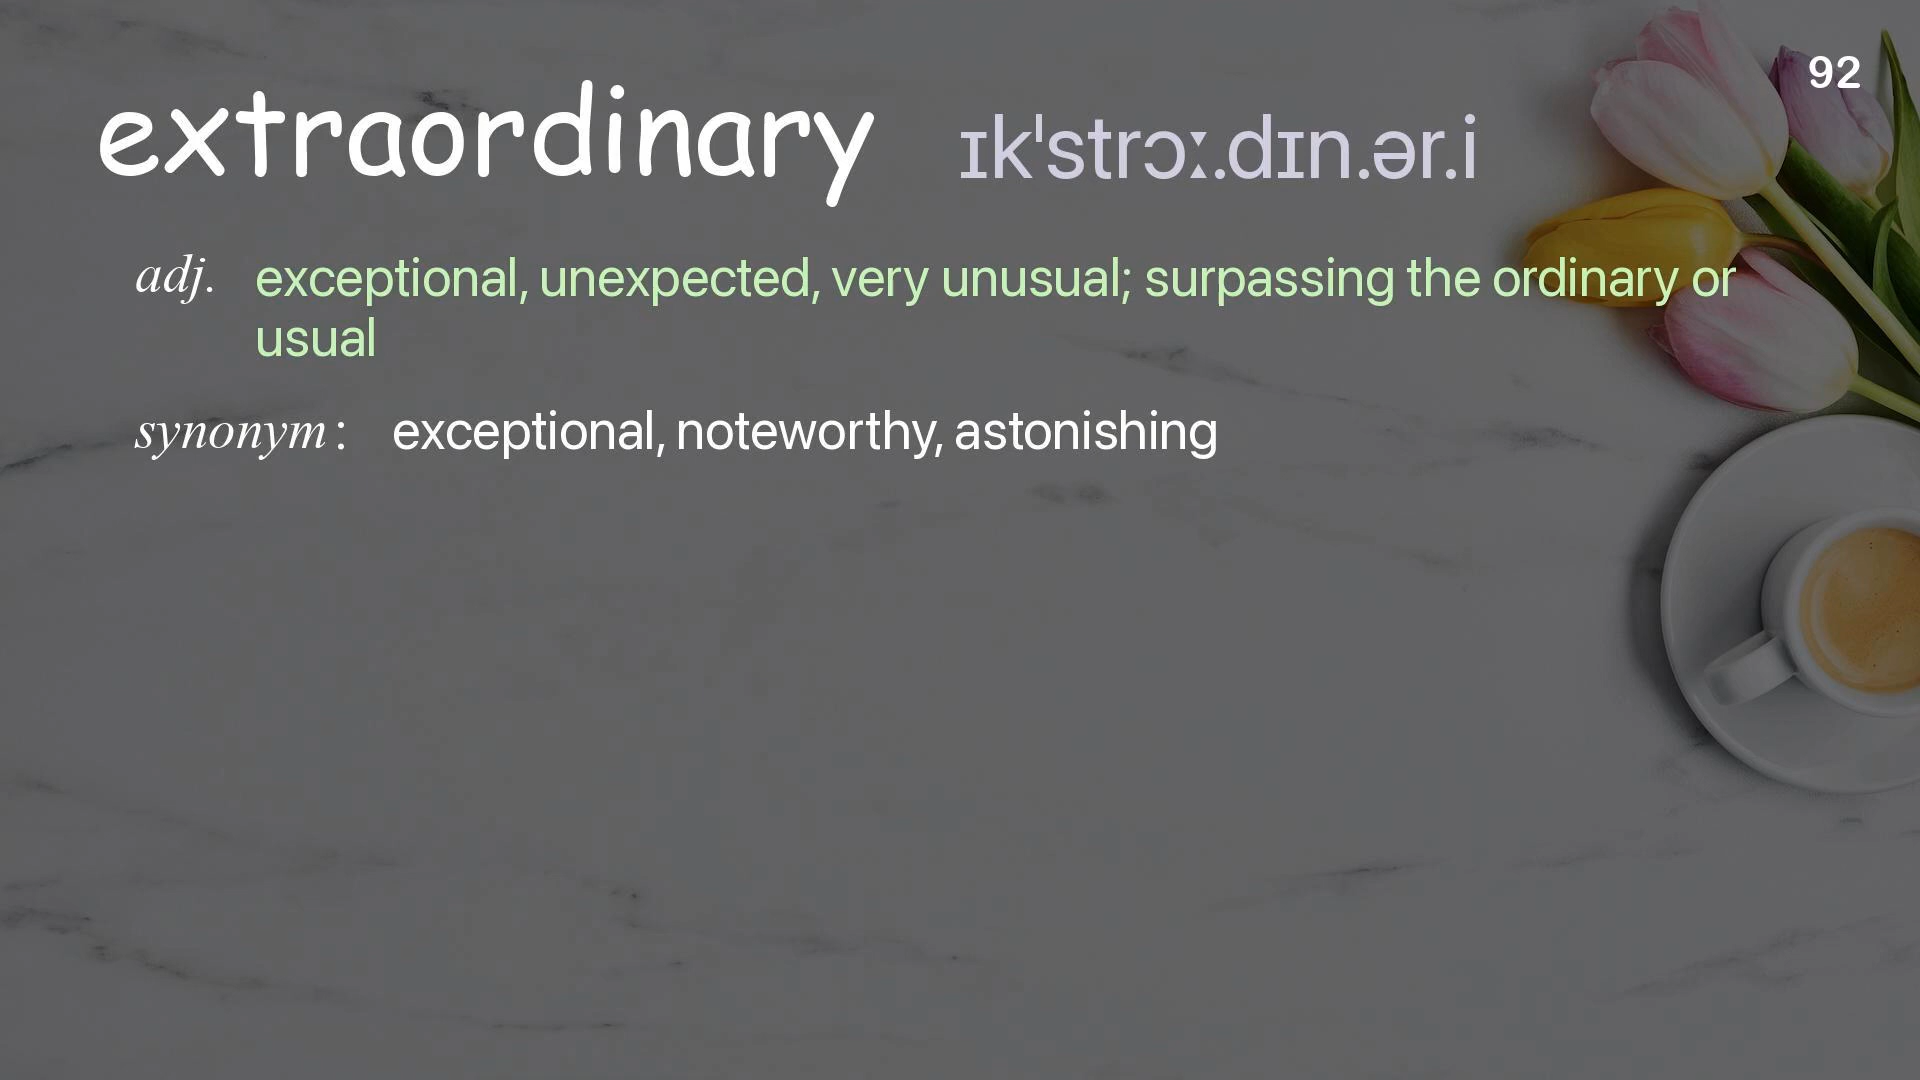 92
extraordinary ɪkˈstrɔː.dɪn.ər.i
adj. exceptional, unexpected, very unusual; surpassing the ordinary or
usual
synonym: exceptional, noteworthy, astonishing